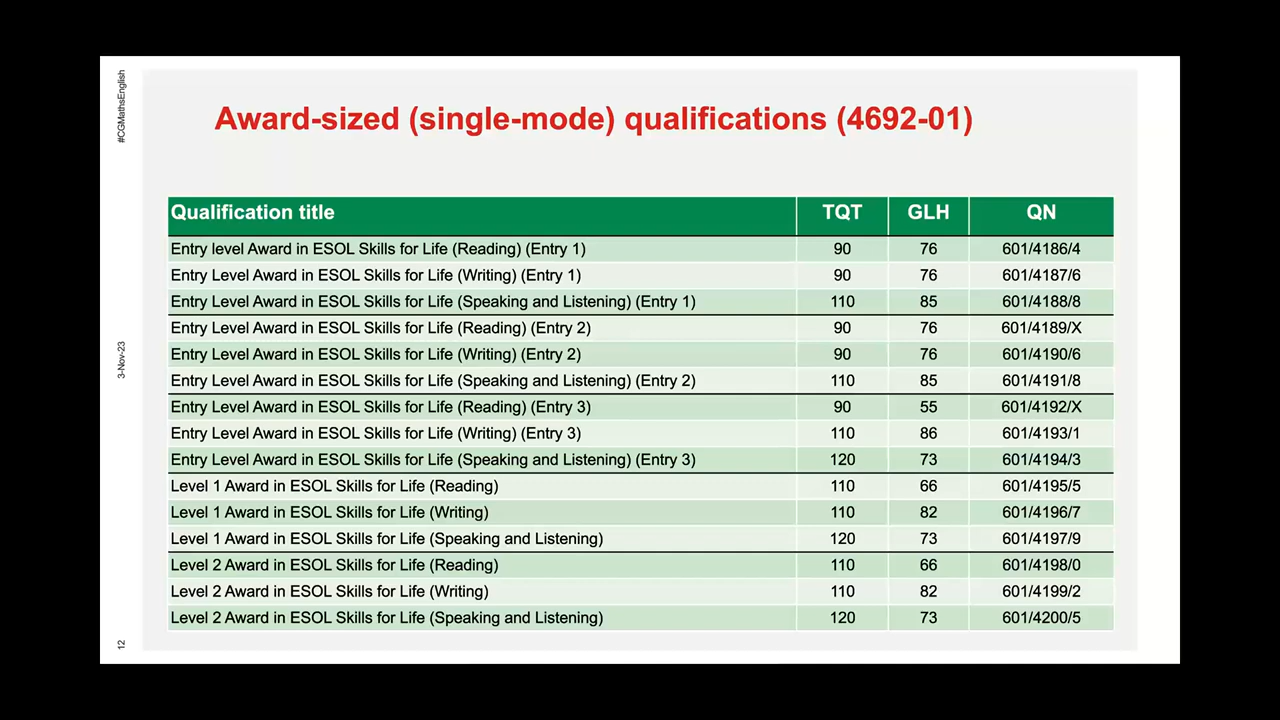 #CGMathsEnglish
3-Nov-23
12
Award-sized (single-mode) qualifications (4692-01)
Qualification title TQT GLH QN
Entry level Award in ESOL Skills for Life (Reading) (Entry 1) 90 76 601/4186/4
Entry Level Award in ESOL Skills for Life (Writing) (Entry 1) 90 76 601/4187/6
Entry Level Award in ESOL Skills for Life (Speaking and Listening) (Entry 1) 110 85 601/4188/8
Entry Level Award in ESOL Skills for Life (Reading) (Entry 2) 90 76 601/4189/X
Entry Level Award in ESOL Skills for Life (Writing) (Entry 2) 90 76 601/4190/6
Entry Level Award in ESOL Skills for Life (Speaking and Listening) (Entry 2) 110 85 601/4191/8
Entry Level Award in ESOL Skills for Life (Reading) (Entry 3) 90 55 601/4192/X
Entry Level Award in ESOL Skills for Life (Writing) (Entry 3) 110 86 601/4193/1
Entry Level Award in ESOL Skills for Life (Speaking and Listening) (Entry 3) 120 73 601/4194/3
Level 1 Award in ESOL Skills for Life (Reading) 110 66 601/4195/5
Level 1 Award in ESOL Skills for Life (Writing) 110 82 601/4196/7
Level 1 Award in ESOL Skills for Life (Speaking and Listening) 120 73 601/4197/9
Level 2 Award in ESOL Skills for Life (Reading) 110 66 601/4198/0
Level 2 Award in ESOL Skills for Life (Writing) 110 82 601/4199/2
Level 2 Award in ESOL Skills for Life (Speaking and Listening) 120 73 601/4200/5